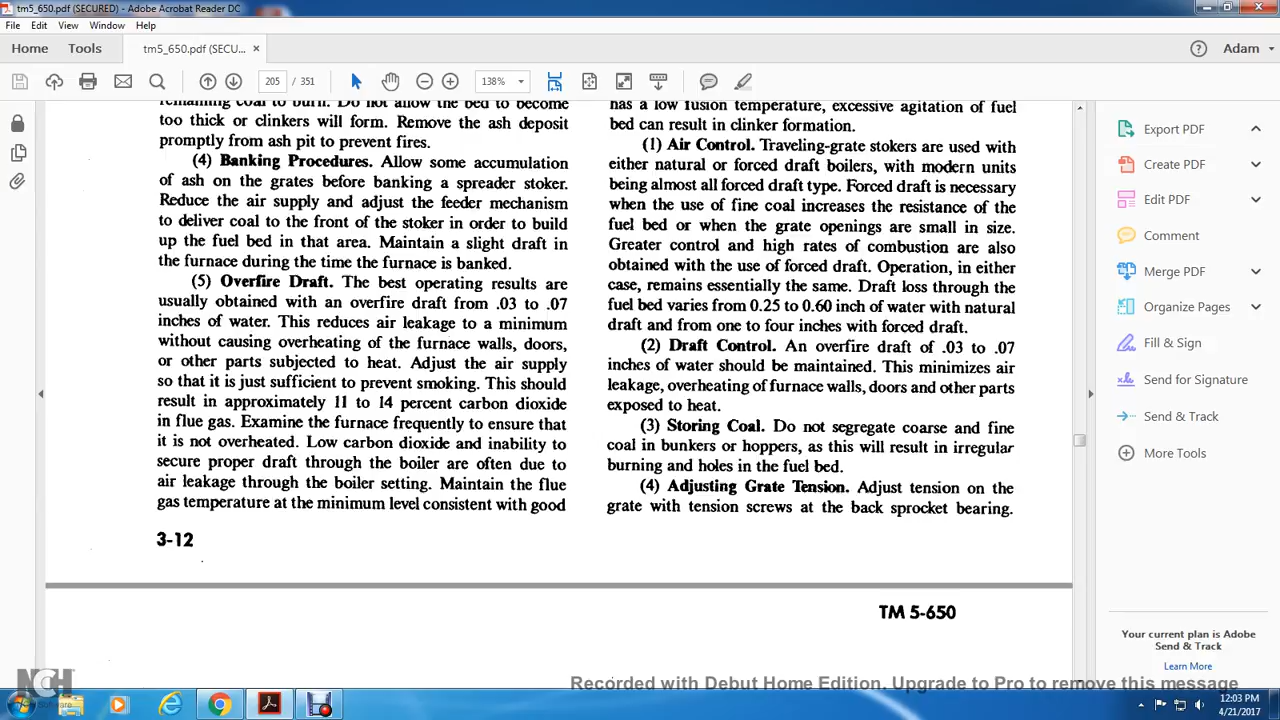 tm5_650.pdf (SECURED) - Adobe Acrobat Reader DC
File Edit View Window Help
Home Tools tm5_650.pdf (SECU... × Adam
205 / 351 138%
remaining coal to burn. Do not allow the bed to become
too thick or clinkers will form. Remove the ash deposit
promptly from ash pit to prevent fires.
(4) Banking Procedures. Allow some accumulation
of ash on the grates before banking a spreader stoker.
Reduce the air supply and adjust the feeder mechanism
to deliver coal to the front of the stoker in order to build
up the fuel bed in that area. Maintain a slight draft in
the furnace during the time the furnace is banked.
(5) Overfire Draft. The best operating results are
usually obtained with an overfire draft from .03 to .07
inches of water. This reduces air leakage to a minimum
without causing overheating of the furnace walls, doors,
or other parts subjected to heat. Adjust the air supply
so that it is just sufficient to prevent smoking. This should
result in approximately 11 to 14 percent carbon dioxide
in flue gas. Examine the furnace frequently to ensure that
it is not overheated. Low carbon dioxide and inability to
secure proper draft through the boiler are often due to
air leakage through the boiler setting. Maintain the flue
gas temperature at the minimum level consistent with good
3-12
has a low fusion temperature, excessive agitation of fuel
bed can result in clinker formation.
(1) Air Control. Traveling-grate stokers are used with
either natural or forced draft boilers, with modern units
being almost all forced draft type. Forced draft is necessary
when the use of fine coal increases the resistance of the
fuel bed or when the grate openings are small in size.
Greater control and high rates of combustion are also
obtained with the use of forced draft. Operation, in either
case, remains essentially the same. Draft loss through the
fuel bed varies from 0.25 to 0.60 inch of water with natural
draft and from one to four inches with forced draft.
(2) Draft Control. An overfire draft of .03 to .07
inches of water should be maintained. This minimizes air
leakage, overheating of furnace walls, doors and other parts
exposed to heat.
(3) Storing Coal. Do not segregate coarse and fine
coal in bunkers or hoppers, as this will result in irregular
burning and holes in the fuel bed.
(4) Adjusting Grate Tension. Adjust tension on the
grate with tension screws at the back sprocket bearing.
TM 5-650
Export PDF
Create PDF
Edit PDF
Comment
Merge PDF
Organize Pages
Fill & Sign
Send for Signature
Send & Track
More Tools
Your current plan is Adobe
Send & Track
Learn More
NCH
Software
Recorded with Debut Home Edition. Upgrade to Pro to remove this message
12:03 PM
4/21/2017